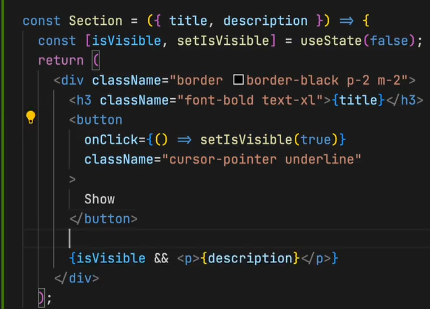 const Section = ({ title, description }) => {
const [isVisible, setIsVisible] = useState(false);
return (
<div className="border border-black p-2 m-2">
<h3 className="font-bold text-xl">{title}</h3>
<button
onClick={() => setIsVisible(true)}
className="cursor-pointer underline"
>
Show
</button>
{isVisible && <p>{description}</p>}
</div>
);